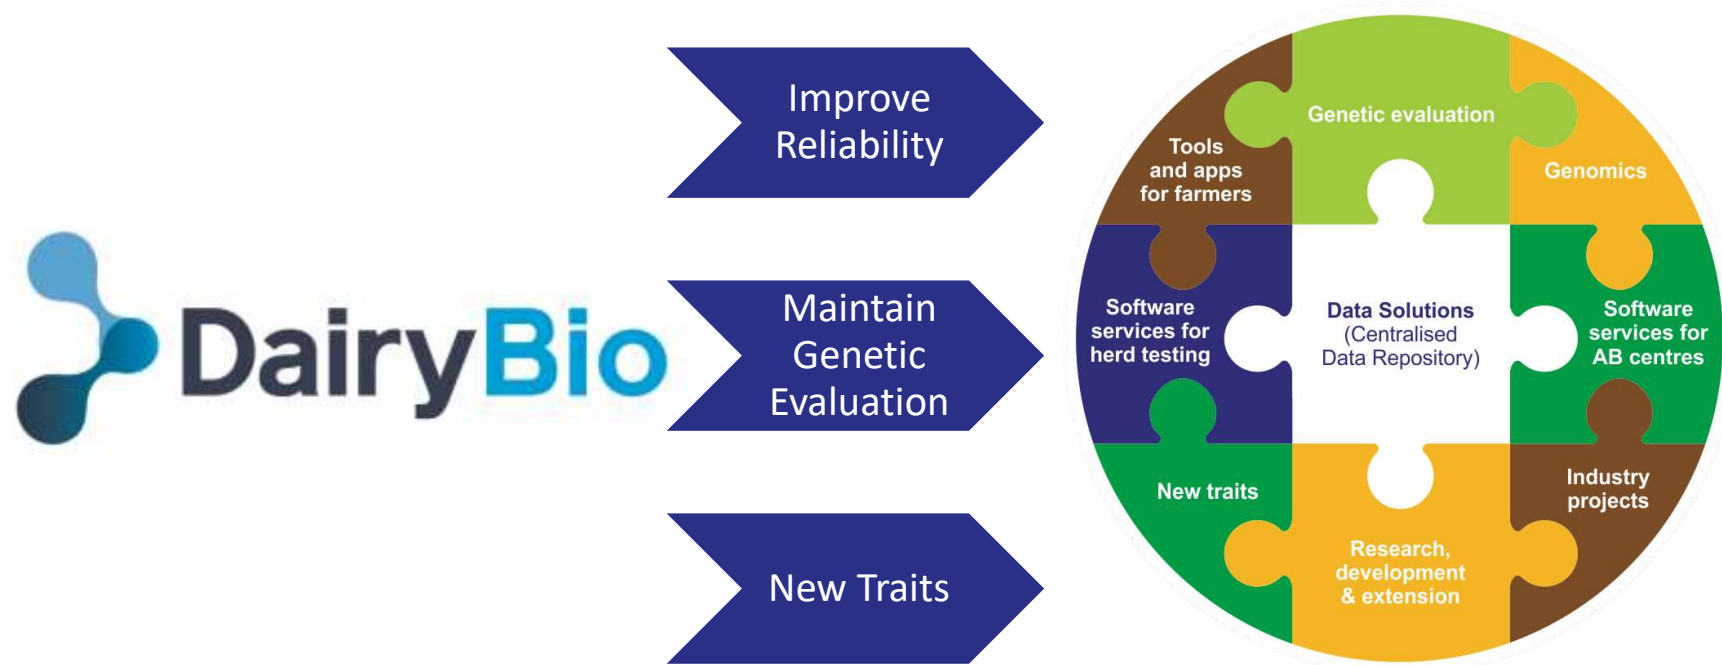 DairyBio
Improve
Reliability
Maintain
Genetic
Evaluation
New Traits
Genetic evaluation
Tools
and apps
for farmers
Genomics
Software
services for
herd testing
Data Solutions
(Centralised
Data Repository)
Software
services for
AB centres
New traits
Industry
projects
Research,
development
& extension